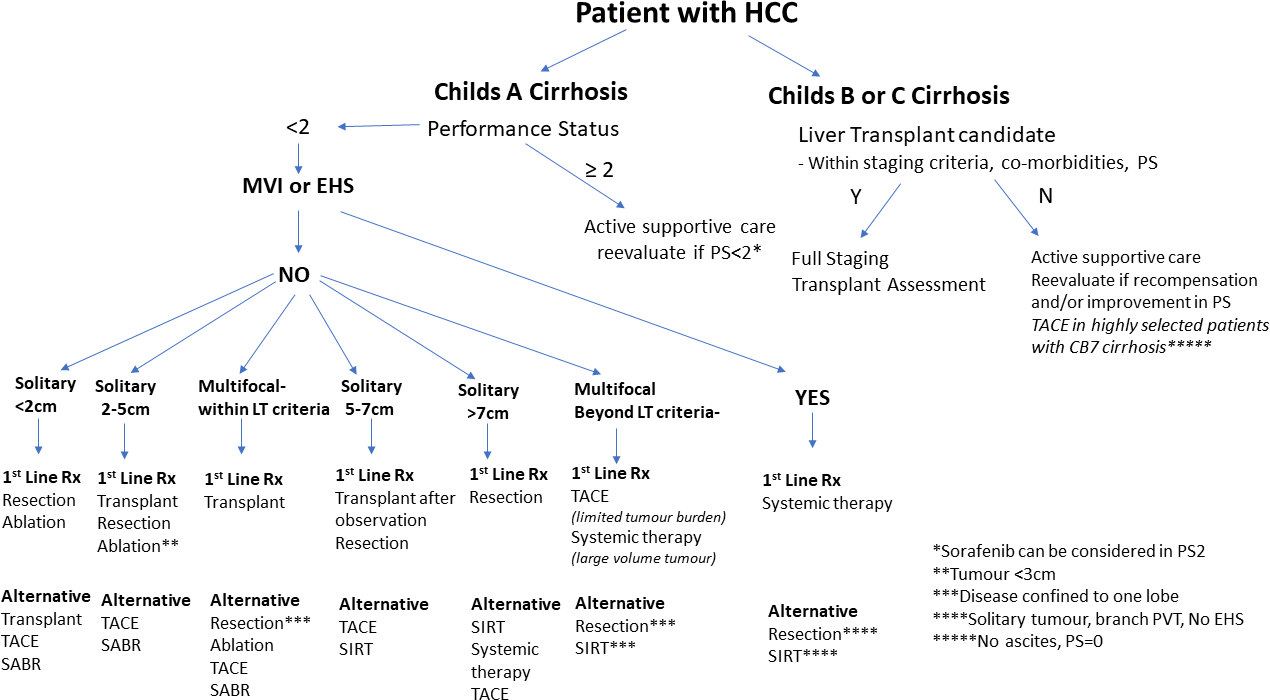 Patient with HCC
Childs A Cirrhosis
Childs B or C Cirrhosis
<2
Performance Status
Liver Transplant candidate
- Within staging criteria, co-morbidities, PS
≥ 2
MVI or EHS
Y
N
Active supportive care
reevaluate if PS<2*
Full Staging
Transplant Assessment
Active supportive care
Reevaluate if recompensation
and/or improvement in PS
TACE in highly selected patients
with CB7 cirrhosis*****
NO
Solitary
<2cm
Solitary
2-5cm
Multifocal-
within LT criteria
Solitary
5-7cm
Solitary
>7cm
Multifocal
Beyond LT criteria-
YES
1st Line Rx
Resection
Ablation
1st Line Rx
Transplant
Resection
Ablation**
1st Line Rx
Transplant
1st Line Rx
Transplant after
observation
Resection
1st Line Rx
Resection
1st Line Rx
TACE
(limited tumour burden)
Systemic therapy
(large volume tumour)
1st Line Rx
Systemic therapy
Alternative
Transplant
TACE
SABR
Alternative
TACE
SABR
Alternative
Resection***
Ablation
TACE
SABR
Alternative
TACE
SIRT
Alternative
SIRT
Systemic
therapy
TACE
Alternative
Resection***
SIRT***
Alternative
Resection****
SIRT****
*Sorafenib can be considered in PS2
**Tumour <3cm
***Disease confined to one lobe
****Solitary tumour, branch PVT, No EHS
*****No ascites, PS=0